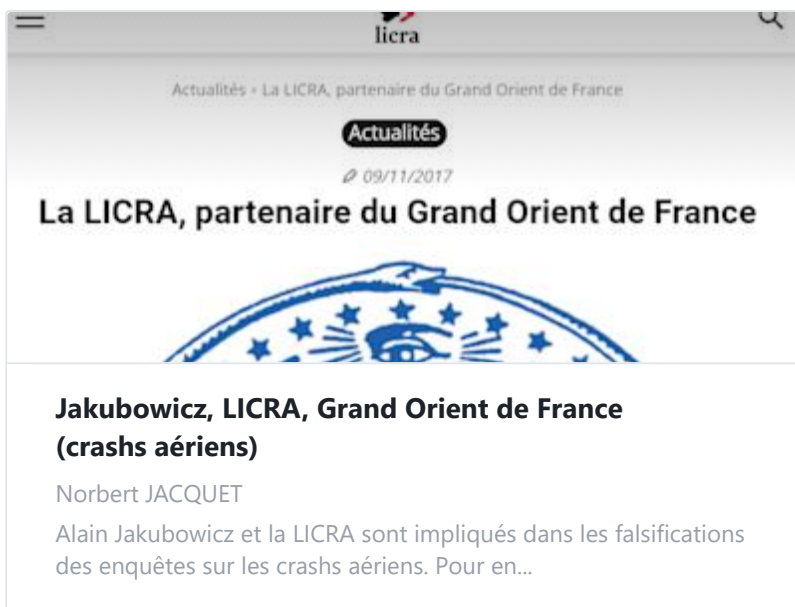 licra
Actualités • La LICRA, partenaire du Grand Orient de France
Actualités
09/11/2017
La LICRA, partenaire du Grand Orient de France
Jakubowicz, LICRA, Grand Orient de France
(crashs aériens)
Norbert JACQUET
Alain Jakubowicz et la LICRA sont impliqués dans les falsifications
des enquêtes sur les crashs aériens. Pour en...